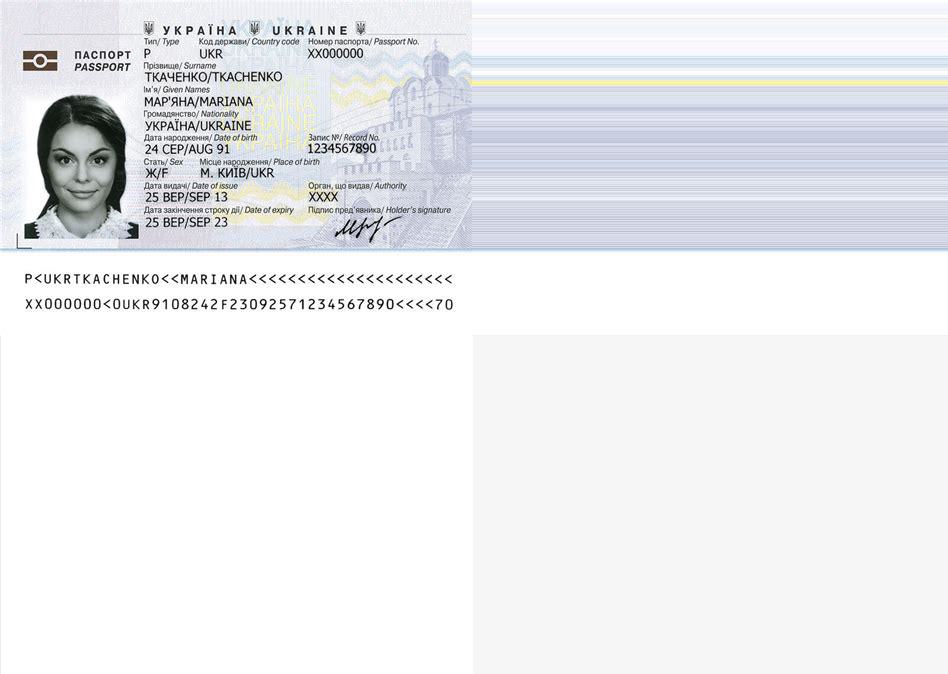 УКРАЇНА UKRAINE
Тип/ Type Код держави/ Country code Номер паспорта/ Passport No.
P UKR XX000000
ПАСПОРТ
PASSPORT
Прізвище/ Surname
ТКАЧЕНКО/TKACHENKO
Ім'я/ Given Names
МАР'ЯНА/MARIANA
Громадянство/ Nationality
УКРАЇНА/UKRAINE
Дата народження/ Date of birth Запис №/ Record No.
24 СЕР/AUG 91 1234567890
Стать/ Sex Місце народження/ Place of birth
Ж/F М. КИЇВ/UKR
Дата видачі/ Date of issue Орган, що видав/ Authority
25 ВЕР/SEP 13 XXXX
Дата закінчення строку дії/ Date of expiry Підпис пред'явника/ Holder's signature
25 ВЕР/SEP 23
P<UKRTKACHENKO<<MARIANA<<<<<<<<<<<<<<<<<<<<<
XX000000<0UKR9108242F23092571234567890<<<<70